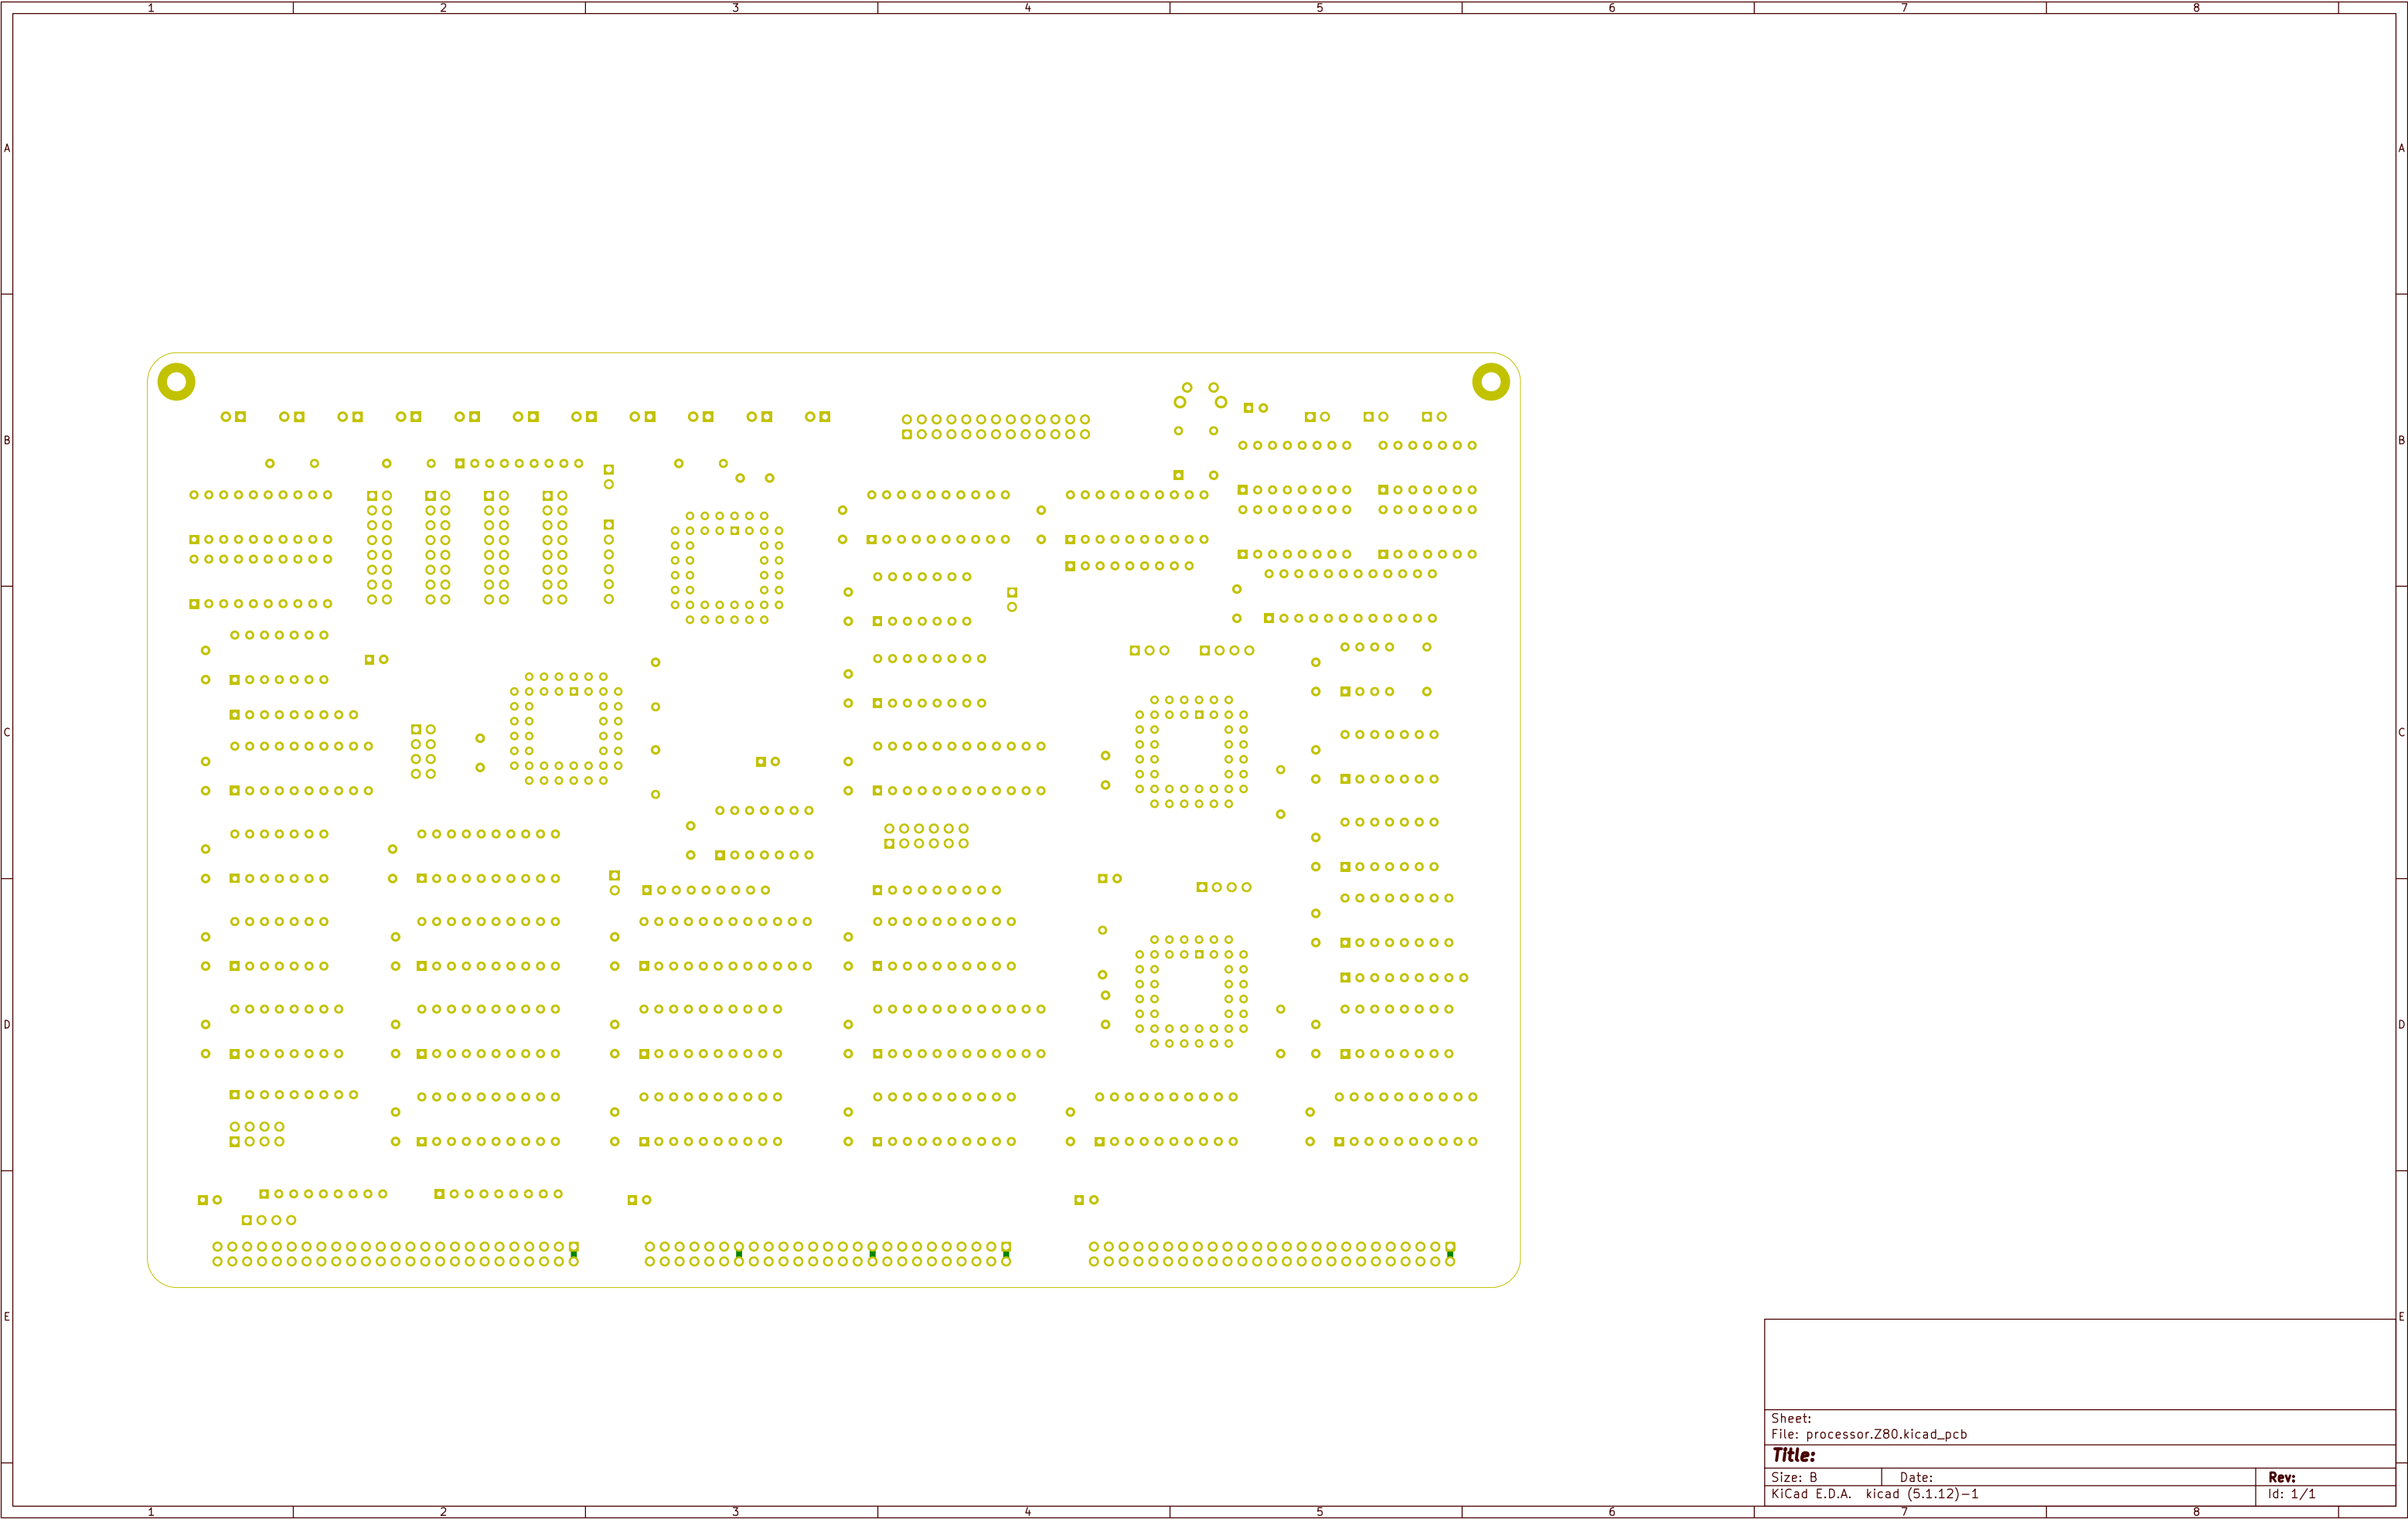 1 2 3 4 5 6 7 8
A A
B B
C C
D D
E E
Sheet:
File: processor.Z80.kicad_pcb
Title:
Size: B Date: Rev:
KiCad E.D.A. kicad (5.1.12)-1 Id: 1/1
1 2 3 4 5 6 7 8